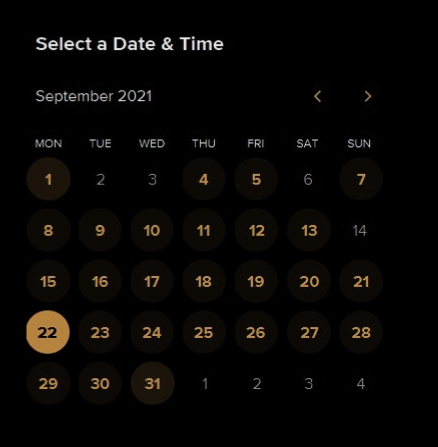 Select a Date & Time
September 2021
MON TUE WED THU FRI SAT SUN
1 2 3 4 5 6 7
8 9 10 11 12 13 14
15 16 17 18 19 20 21
22 23 24 25 26 27 28
29 30 31 1 2 3 4